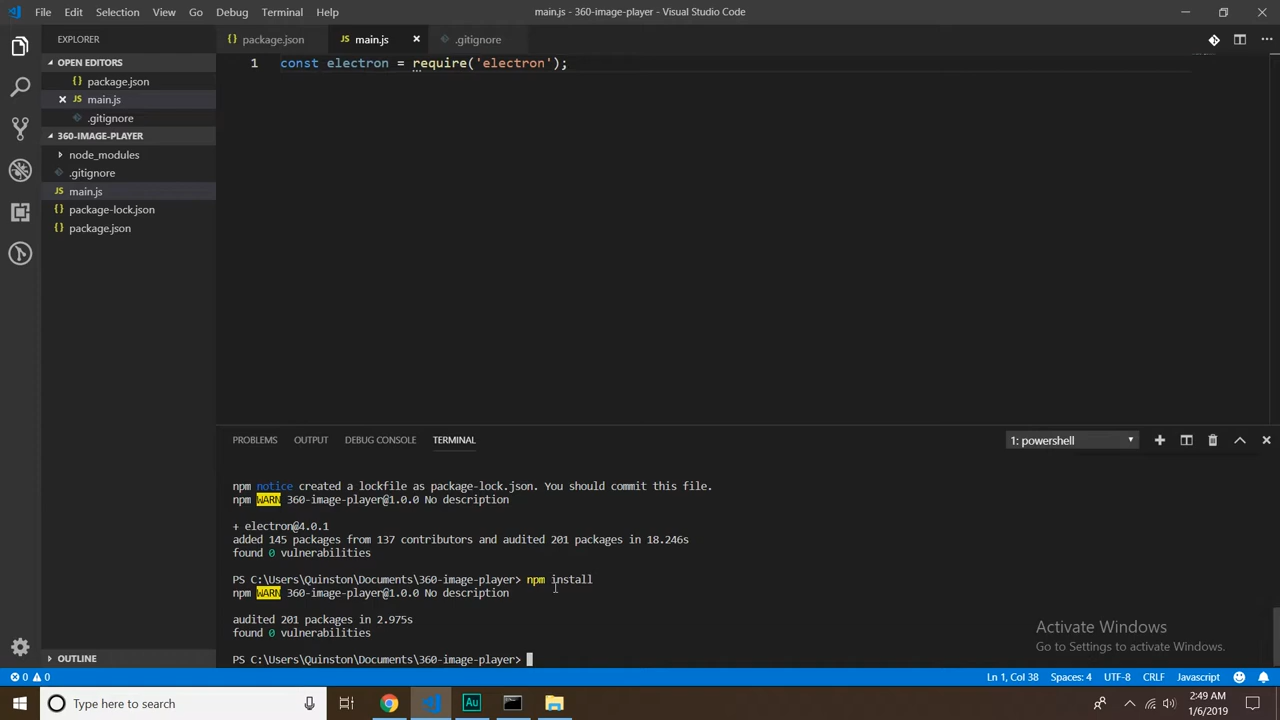 File Edit Selection View Go Debug Terminal Help
main.js - 360-image-player - Visual Studio Code
EXPLORER
OPEN EDITORS
{} package.json
JS main.js
.gitignore
360-IMAGE-PLAYER
node_modules
.gitignore
JS main.js
{} package-lock.json
{} package.json
OUTLINE
{} package.json JS main.js .gitignore
1 const electron = require('electron');
PROBLEMS OUTPUT DEBUG CONSOLE TERMINAL
1: powershell
npm notice created a lockfile as package-lock.json. You should commit this file.
npm WARN 360-image-player@1.0.0 No description
+ electron@4.0.1
added 145 packages from 137 contributors and audited 201 packages in 18.246s
found 0 vulnerabilities
PS C:\Users\Quinston\Documents\360-image-player> npm install
npm WARN 360-image-player@1.0.0 No description
audited 201 packages in 2.975s
found 0 vulnerabilities
PS C:\Users\Quinston\Documents\360-image-player>
Activate Windows
Go to Settings to activate Windows.
0 0
Ln 1, Col 38 Spaces: 4 UTF-8 CRLF Javascript
Type here to search
Au
2:49 AM
1/6/2019